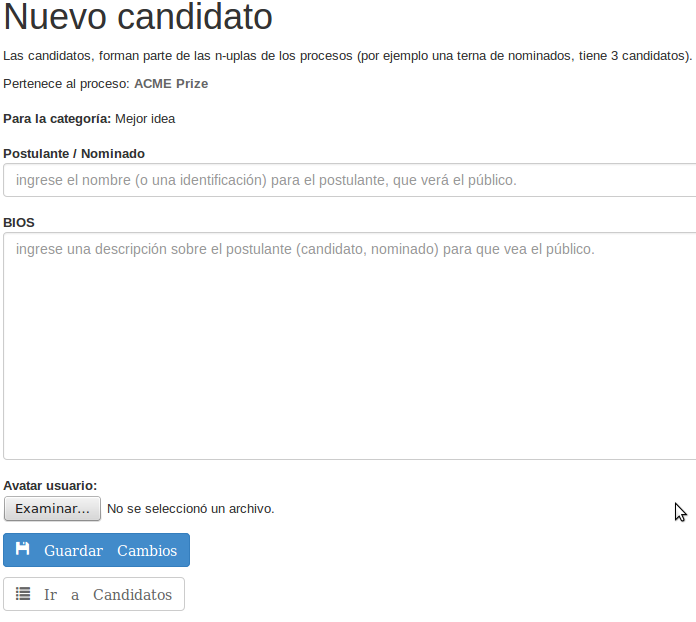 Nuevo candidato
Las candidatos, forman parte de las n-uplas de los procesos (por ejemplo una terna de nominados, tiene 3 candidatos).
Pertenece al proceso: ACME Prize
Para la categoría: Mejor idea
Postulante / Nominado
ingrese el nombre (o una identificación) para el postulante, que verá el público.
BIOS
ingrese una descripción sobre el postulante (candidato, nominado) para que vea el público.
Avatar usuario:
Examinar... No se seleccionó un archivo.
Guardar Cambios
Ir a Candidatos